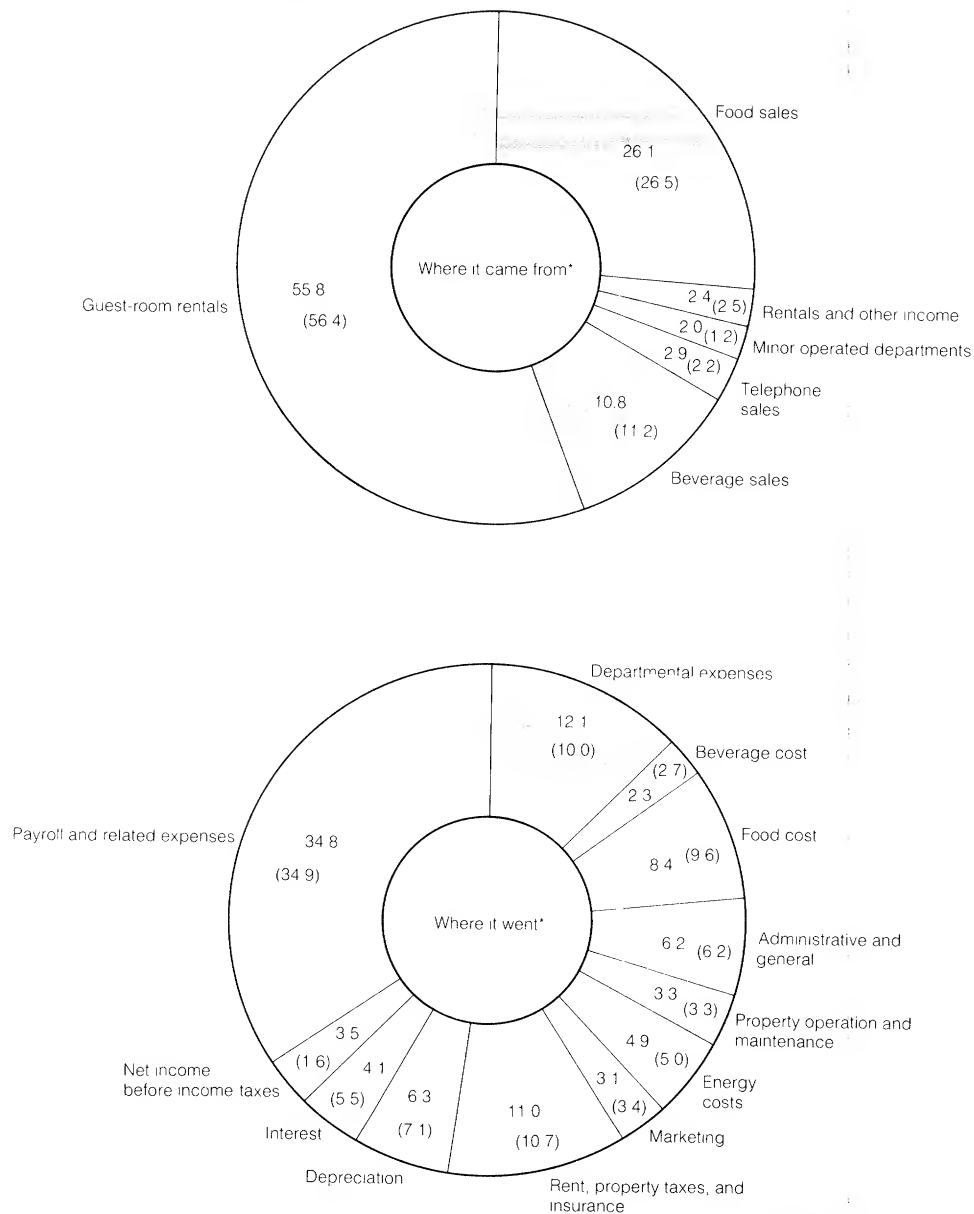 Food sales
26.1
(26.5)
Where it came from*
55.8
Guest-room rentals
(56.4)
2.4 (2.5)
Rentals and other income
2.0 (1.2)
Minor operated departments
2.9 (2.2)
Telephone
sales
10.8
(11.2)
Beverage sales
Departmental expenses
12.1
(10.0)
Beverage cost
(2.7)
2.3
Food cost
8.4 (9.6)
Payroll and related expenses
34.8
(34.9)
Where it went*
Administrative and
general
6.2 (6.2)
3.3
(3.3)
Property operation and
maintenance
4.9
(5.0)
Energy
costs
3.1
(3.4)
Marketing
11.0
(10.7)
Rent, property taxes, and
insurance
6.3
(7.1)
Depreciation
4.1
(5.5)
Interest
3.5
(1.6)
Net income
before income taxes